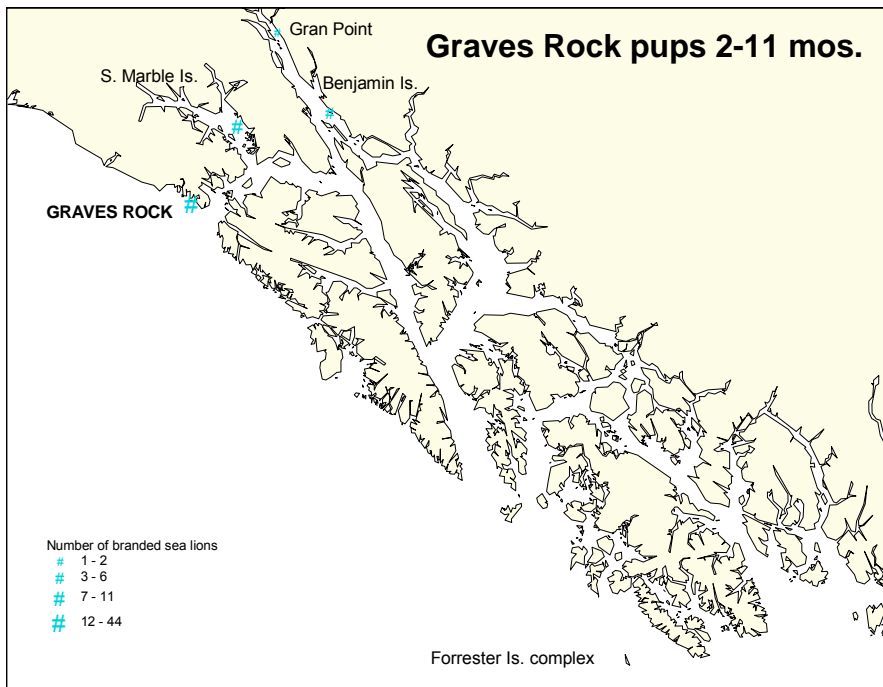 Graves Rock pups 2-11 mos.
# Gran Point
S. Marble Is.
Benjamin Is.
#
#
GRAVES ROCK #
Number of branded sea lions
# 1 - 2
# 3 - 6
# 7 - 11
# 12 - 44
Forrester Is. complex